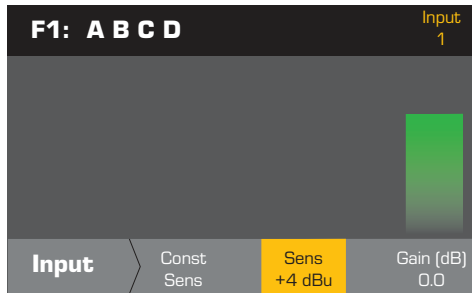 F1: A B C D
Input
1
Input
Const
Sens
Sens
+4 dBu
Gain (dB)
0.0